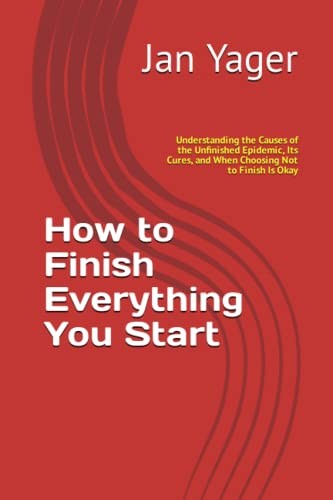 Jan Yager
Understanding the Causes of
the Unfinished Epidemic, Its
Cures, and When Choosing Not
to Finish Is Okay
How to
Finish
Everything
You Start